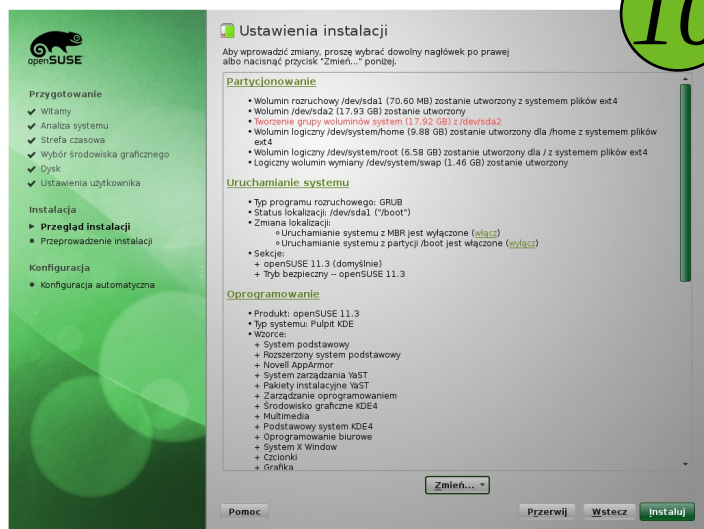 10
openSUSE
Przygotowanie
Witamy
Analiza systemu
Strefa czasowa
Wybór środowiska graficznego
Dysk
Ustawienia użytkownika
Instalacja
Przegląd instalacji
Przeprowadzenie instalacji
Konfiguracja
Konfiguracja automatyczna
Ustawienia instalacji
Aby wprowadzić zmiany, proszę wybrać dowolny nagłówek po prawej
albo nacisnąć przycisk "Zmień..." poniżej.
Partycjonowanie
• Wolumin rozruchowy /dev/sda1 (70.60 MB) zostanie utworzony z systemem plików ext4
• Wolumin /dev/sda2 (17.93 GB) zostanie utworzony
• Tworzenie grupy woluminów system (17.92 GB) z /dev/sda2
• Wolumin logiczny /dev/system/home (9.88 GB) zostanie utworzony dla /home z systemem plików
ext4
• Wolumin logiczny /dev/system/root (6.58 GB) zostanie utworzony dla / z systemem plików ext4
• Logiczny wolumin wymiany /dev/system/swap (1.46 GB) zostanie utworzony
Uruchamianie systemu
• Typ programu rozruchowego: GRUB
• Status lokalizacji: /dev/sda1 ("/boot")
• Zmiana lokalizacji:
Uruchamianie systemu z MBR jest wyłączone (włącz)
Uruchamianie systemu z partycji /boot jest włączone (wyłącz)
• Sekcje:
+ openSUSE 11.3 (domyślnie)
+ Tryb bezpieczny -- openSUSE 11.3
Oprogramowanie
• Produkt: openSUSE 11.3
• Typ systemu: Pulpit KDE
• Wzorce:
+ System podstawowy
+ Rozszerzony system podstawowy
+ Novell AppArmor
+ System zarządzania YaST
+ Pakiety instalacyjne YaST
+ Zarządzanie oprogramowaniem
+ Środowisko graficzne KDE4
+ Multimedia
+ Podstawowy system KDE4
+ Oprogramowanie biurowe
+ System X Window
+ Czcionki
+ Grafika
Zmień...
Pomoc
Przerwij
Wstecz
Instaluj